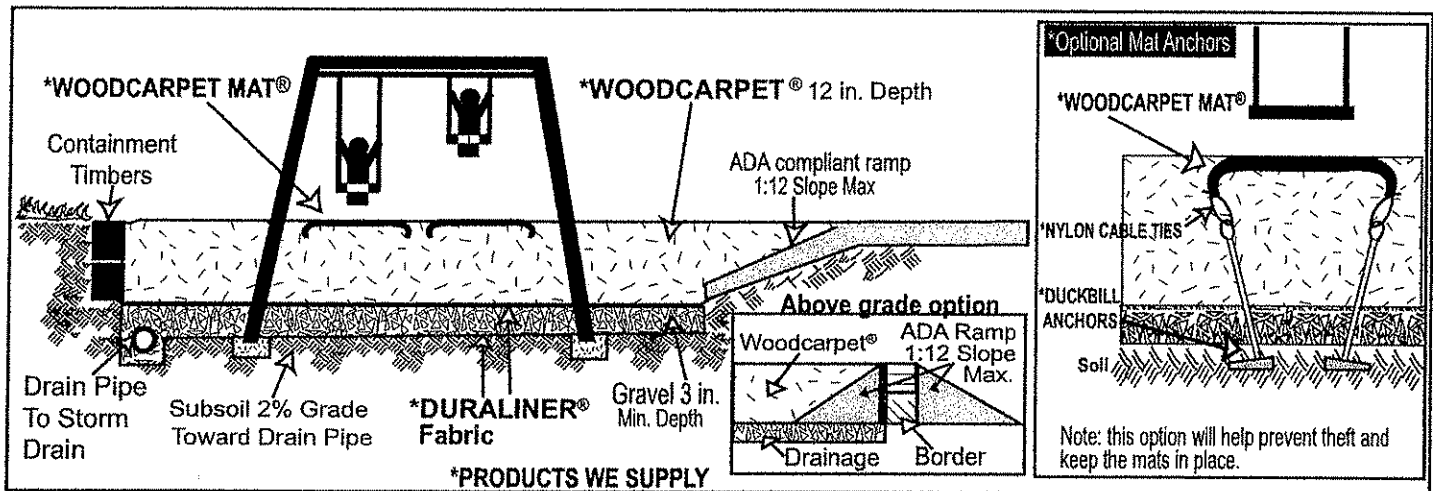 *WOODCARPET MAT®
*WOODCARPET® 12 in. Depth
Containment
Timbers
ADA compliant ramp
1:12 Slope Max
Drain Pipe
To Storm
Drain
Subsoil 2% Grade
Toward Drain Pipe
*DURALINER®
Fabric
Gravel 3 in.
Min. Depth
*PRODUCTS WE SUPPLY
Above grade option
Woodcarpet®
ADA Ramp
1:12 Slope
Max.
Drainage
Border
*Optional Mat Anchors
*WOODCARPET MAT®
*NYLON CABLE TIES
*DUCKBILL
ANCHORS
Soil
Note: this option will help prevent theft and
keep the mats in place.